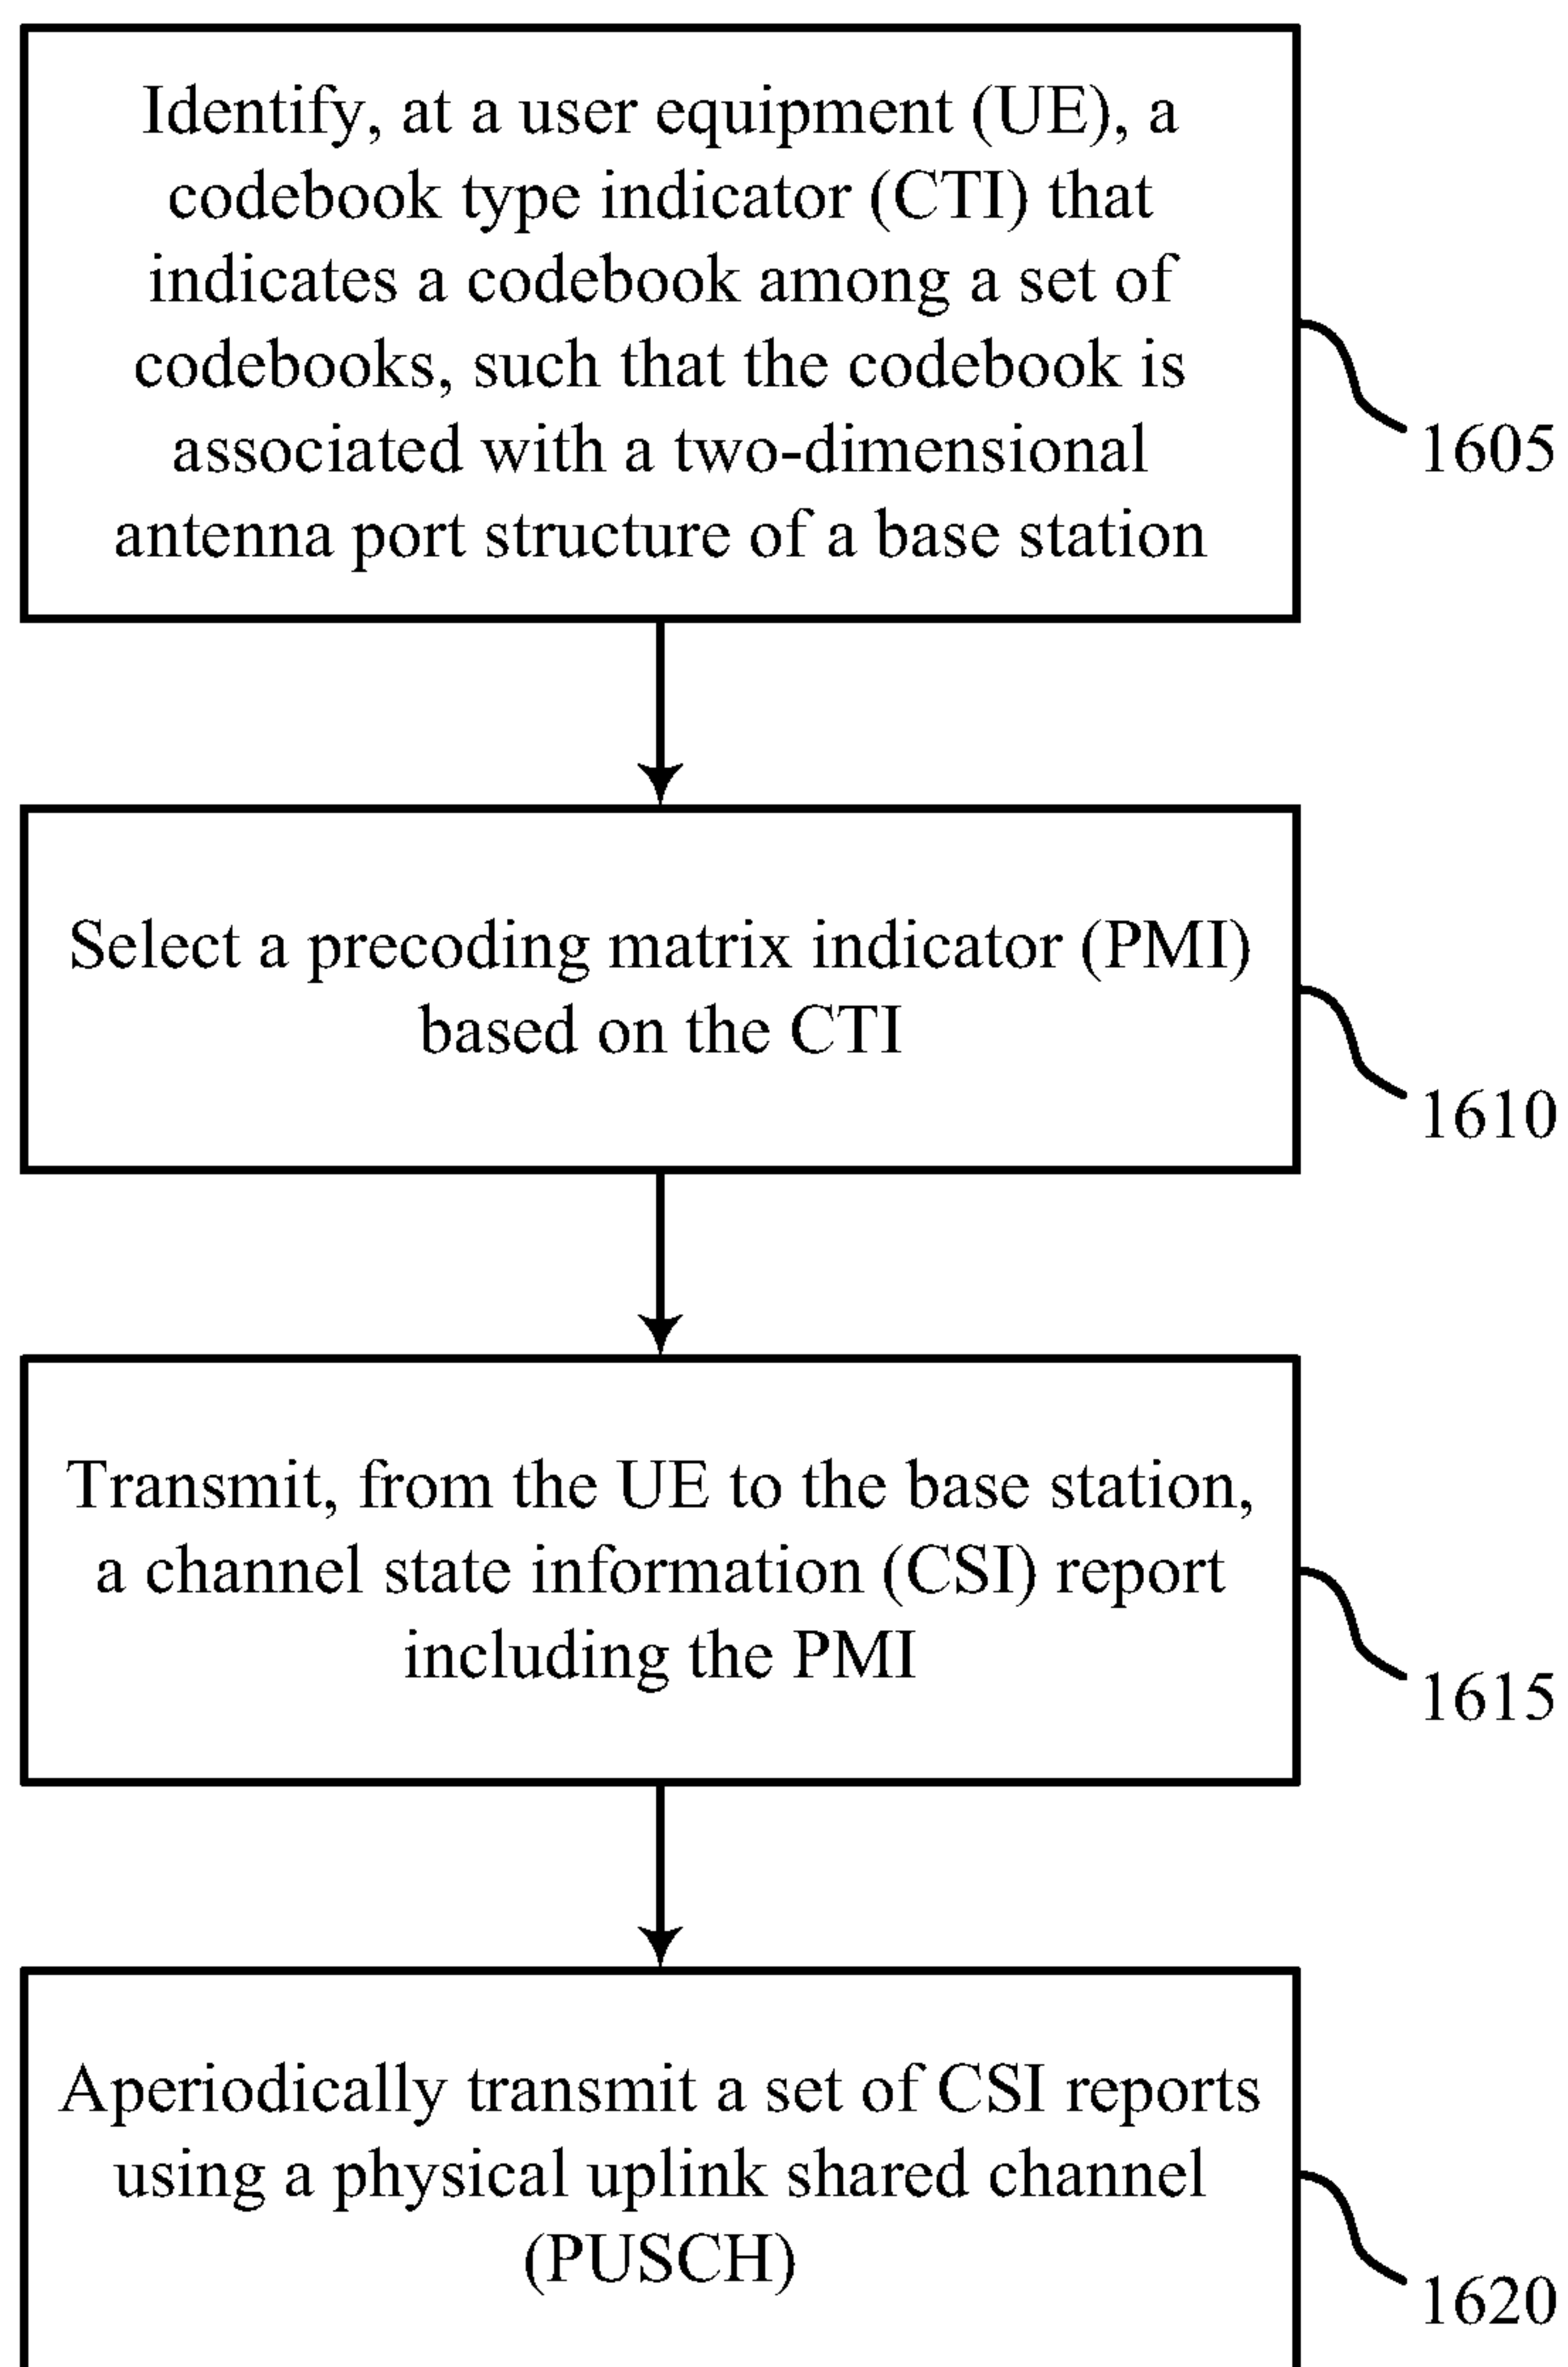 Identify, at a user equipment (UE), a
codebook type indicator (CTI) that
indicates a codebook among a set of
codebooks, such that the codebook is
associated with a two-dimensional
antenna port structure of a base station
1605
Select a precoding matrix indicator (PMI)
based on the CTI
1610
Transmit, from the UE to the base station,
a channel state information (CSI) report
including the PMI
1615
Aperiodically transmit a set of CSI reports
using a physical uplink shared channel
(PUSCH)
1620